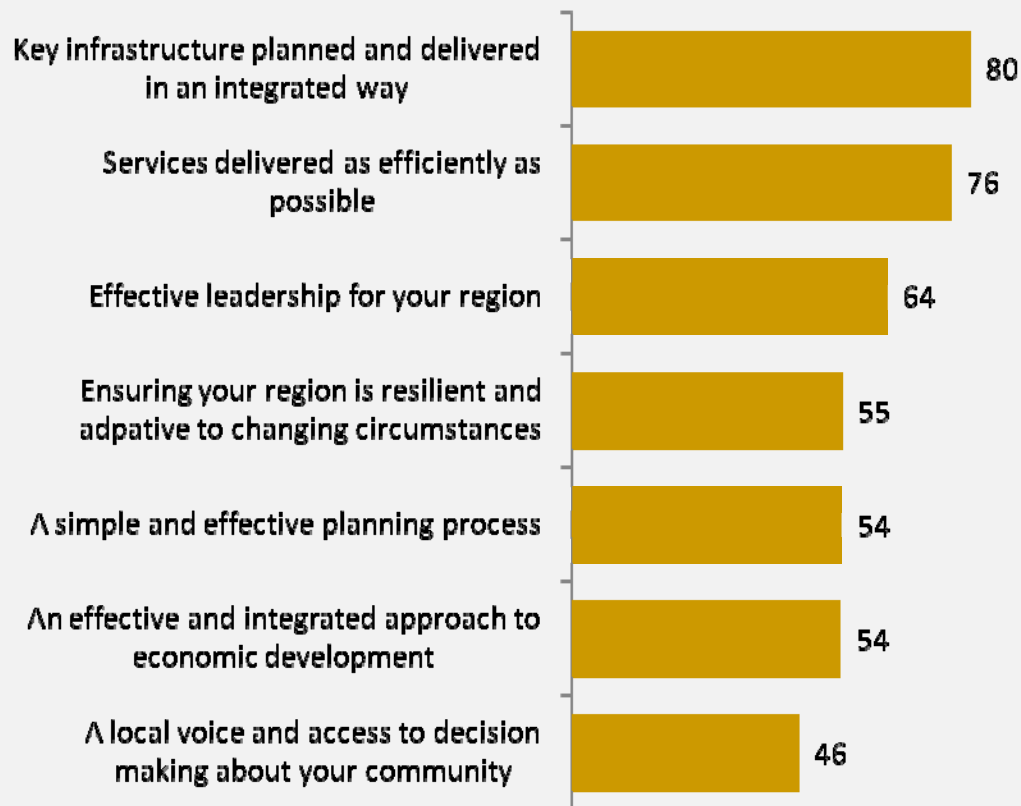 Key infrastructure planned and delivered
in an integrated way
80
Services delivered as efficiently as
possible
76
Effective leadership for your region
64
Ensuring your region is resilient and
adpative to changing circumstances
55
A simple and effective planning process
54
An effective and integrated approach to
economic development
54
A local voice and access to decision
making about your community
46